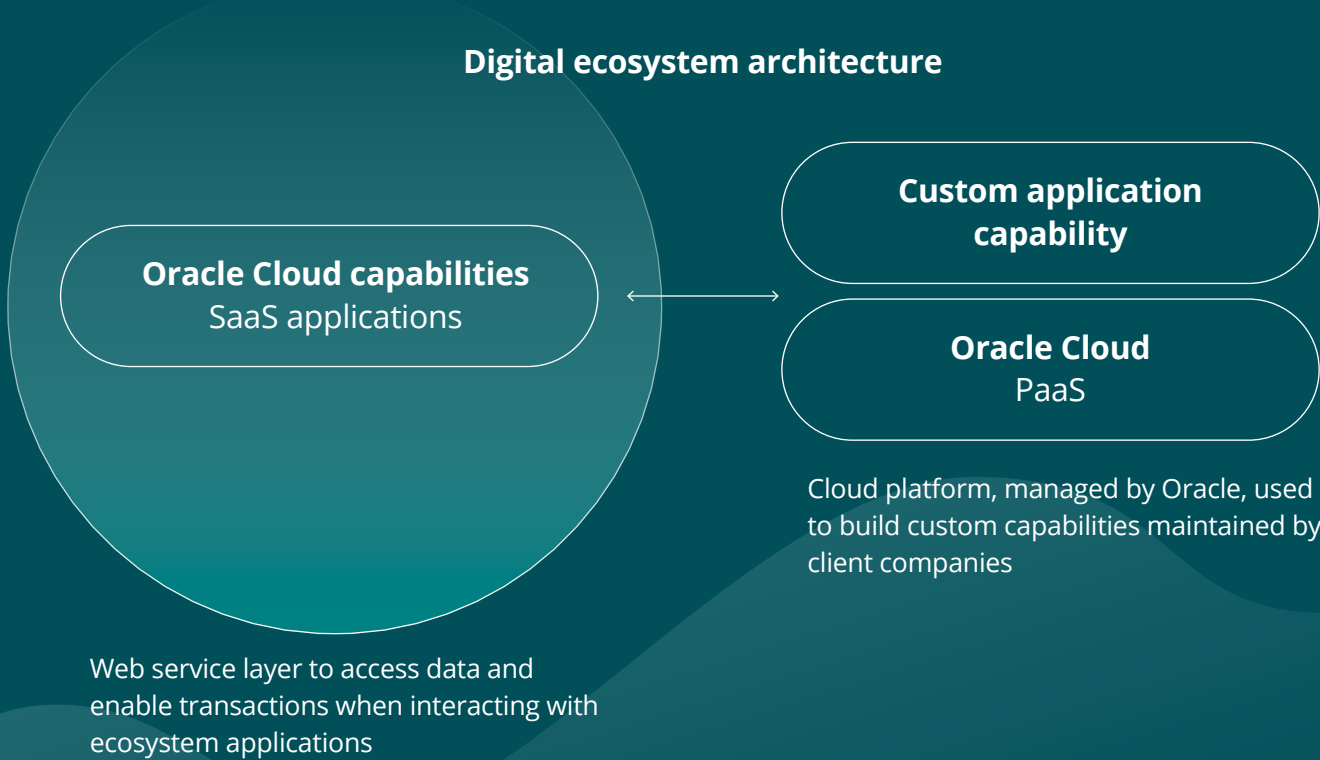 Digital ecosystem architecture
Oracle Cloud capabilities
SaaS applications
Custom application
capability
Oracle Cloud
PaaS
Cloud platform, managed by Oracle, used
to build custom capabilities maintained by
client companies
Web service layer to access data and
enable transactions when interacting with
ecosystem applications